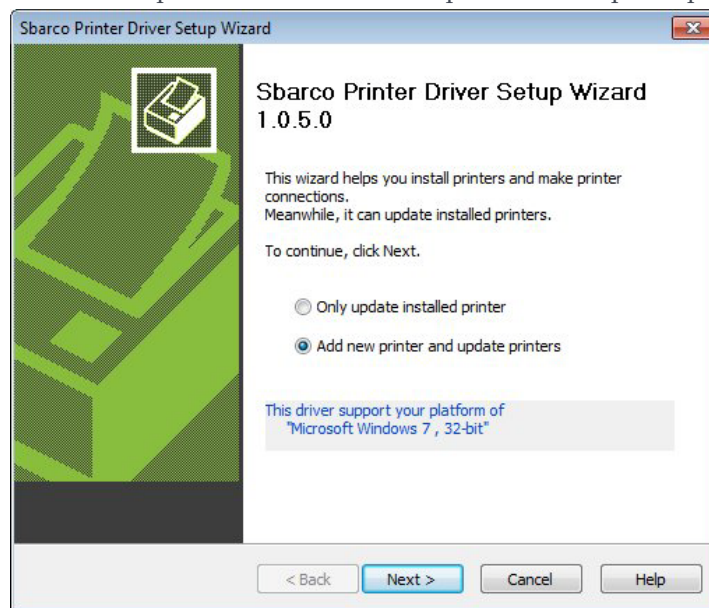 Sbarco Printer Driver Setup Wizard
Sbarco Printer Driver Setup Wizard
1.0.5.0
This wizard helps you install printers and make printer
connections.
Meanwhile, it can update installed printers.
To continue, click Next.
Only update installed printer
Add new printer and update printers
This driver support your platform of
"Microsoft Windows 7 , 32-bit"
< Back Next > Cancel Help